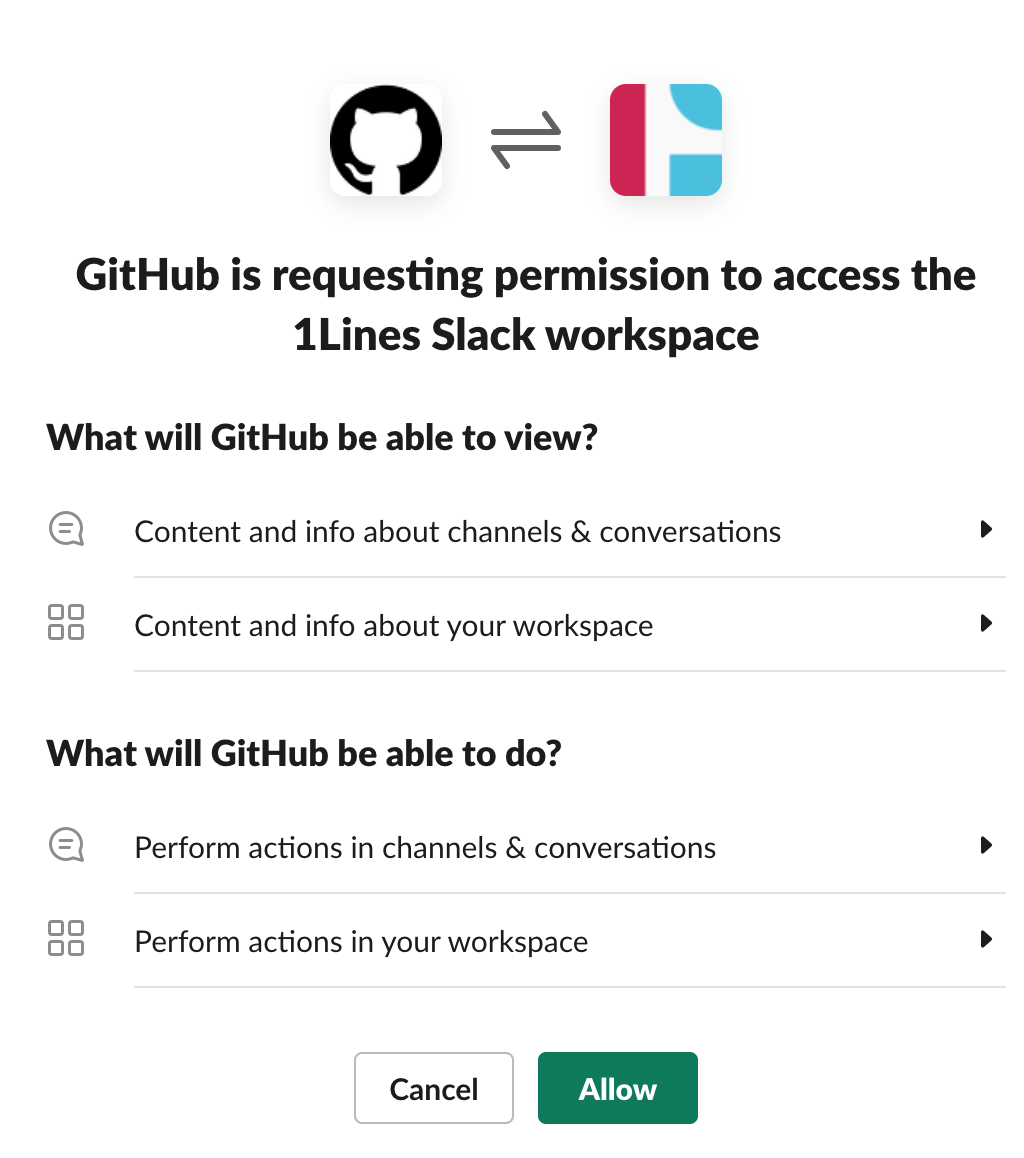 GitHub is requesting permission to access the
1Lines Slack workspace
What will GitHub be able to view?
Content and info about channels & conversations
Content and info about your workspace
What will GitHub be able to do?
Perform actions in channels & conversations
Perform actions in your workspace
Cancel
Allow